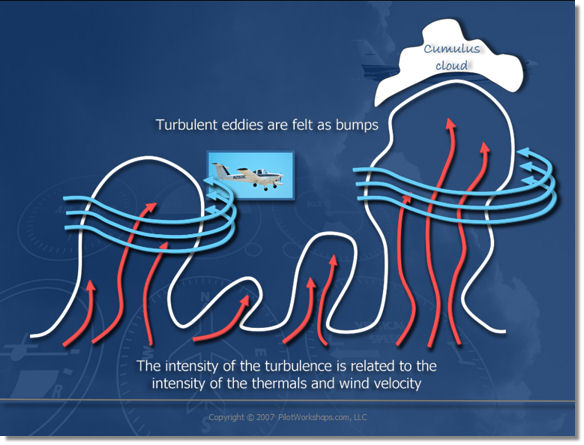 Cumulus
cloud
Turbulent eddies are felt as bumps
The intensity of the turbulence is related to the
intensity of the thermals and wind velocity
Copyright © 2007 PilotWorkshops.com, LLC